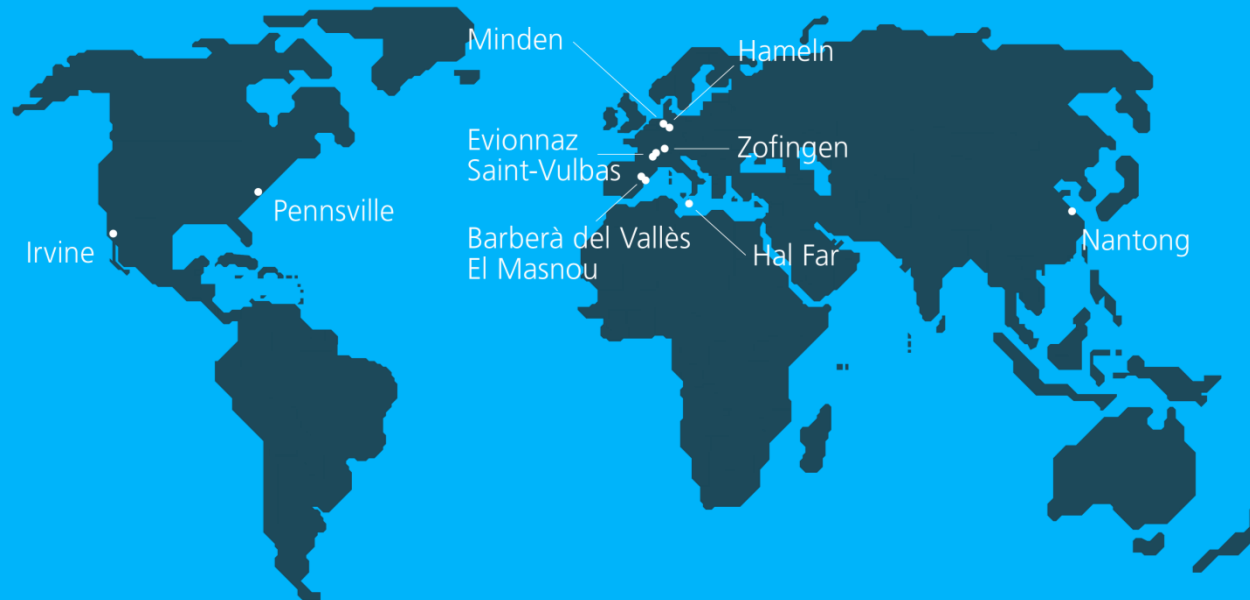 Minden
Hameln
Evionnaz
Saint-Vulbas
Zofingen
Pennsville
Irvine
Barberà del Vallès
El Masnou
Hal Far
Nantong